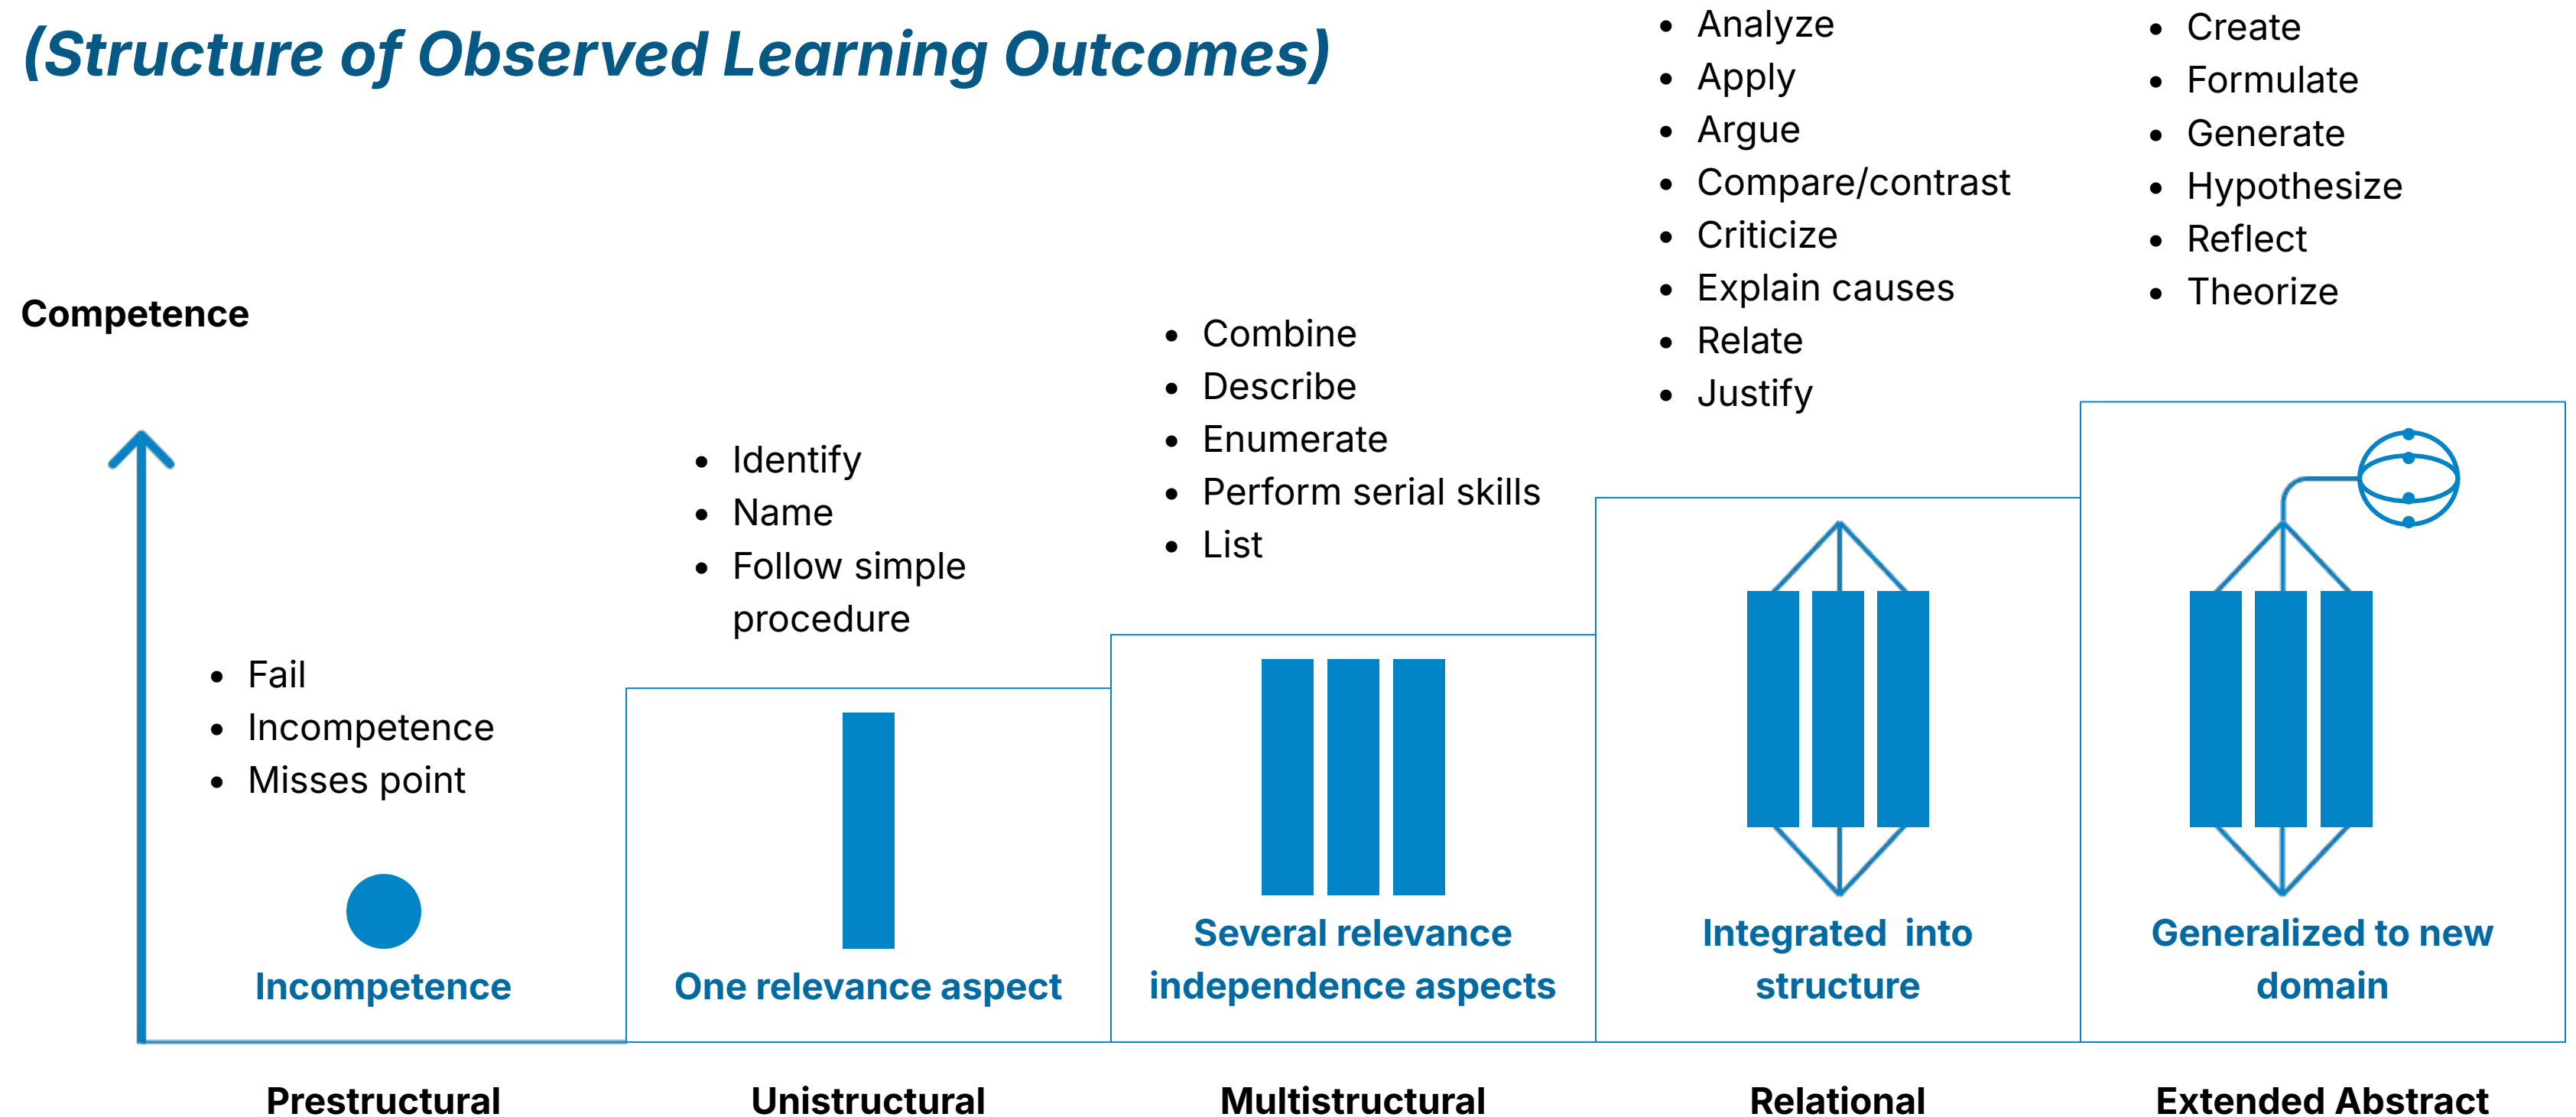 (Structure of Observed Learning Outcomes)
Competence
• Fail
• Incompetence
• Misses point
Incompetence
Prestructural
• Identify
• Name
• Follow simple
procedure
One relevance aspect
Unistructural
• Combine
• Describe
• Enumerate
• Perform serial skills
• List
Several relevance
independence aspects
Multistructural
• Analyze
• Apply
• Argue
• Compare/contrast
• Criticize
• Explain causes
• Relate
• Justify
Integrated  into
structure
Relational
• Create
• Formulate
• Generate
• Hypothesize
• Reflect
• Theorize
Generalized to new
domain
Extended Abstract